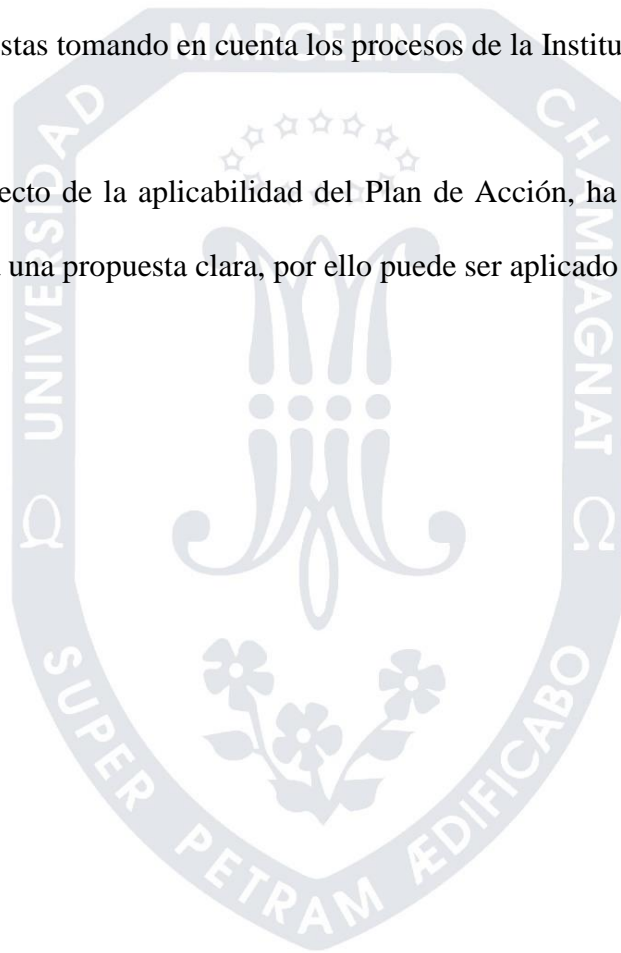 stas tomando en cuenta los procesos de la Institu
ecto de la aplicabilidad del Plan de Acción, ha
una propuesta clara, por ello puede ser aplicado
UNIVERSIDAD MARCELINO CHAMPAGNAT
SUPER PETRAM ÆDIFICABO